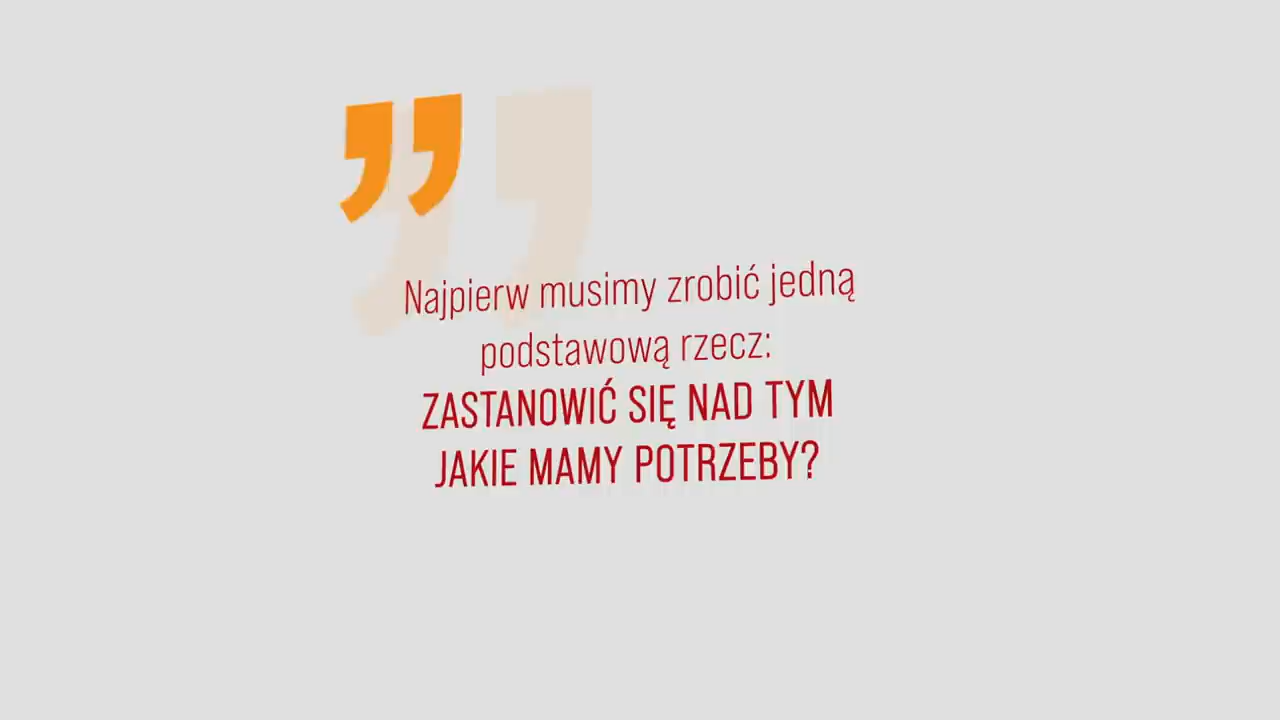 ”
Najpierw musimy zrobić jedną
podstawową rzecz:
ZASTANOWIĆ SIĘ NAD TYM
JAKIE MAMY POTRZEBY?